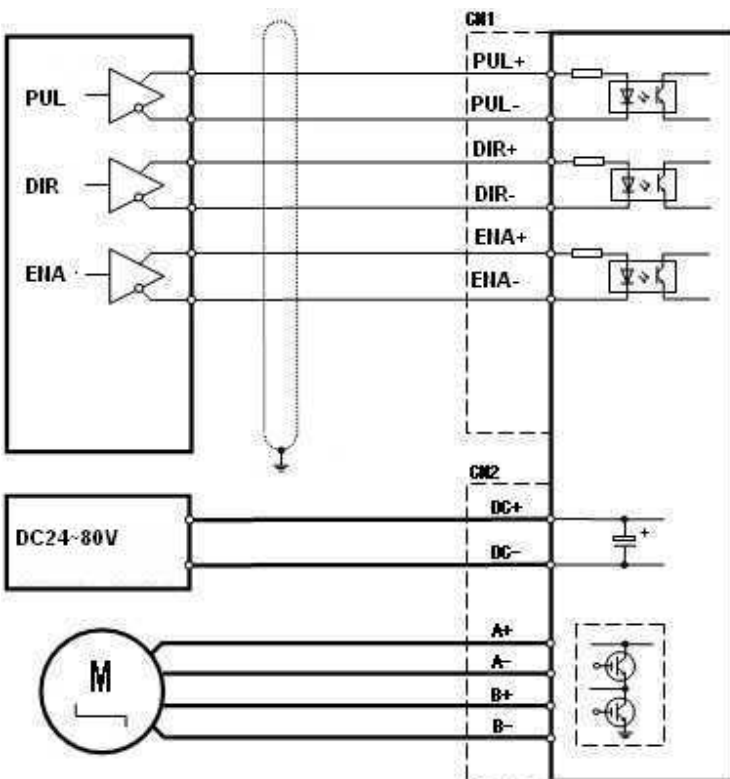 CN1
PUL+
PUL
PUL-
DIR+
DIR
DIR-
ENA+
ENA
ENA-
CN2
DC+
DC24~80V
DC-
+
A+
M
A-
B+
B-